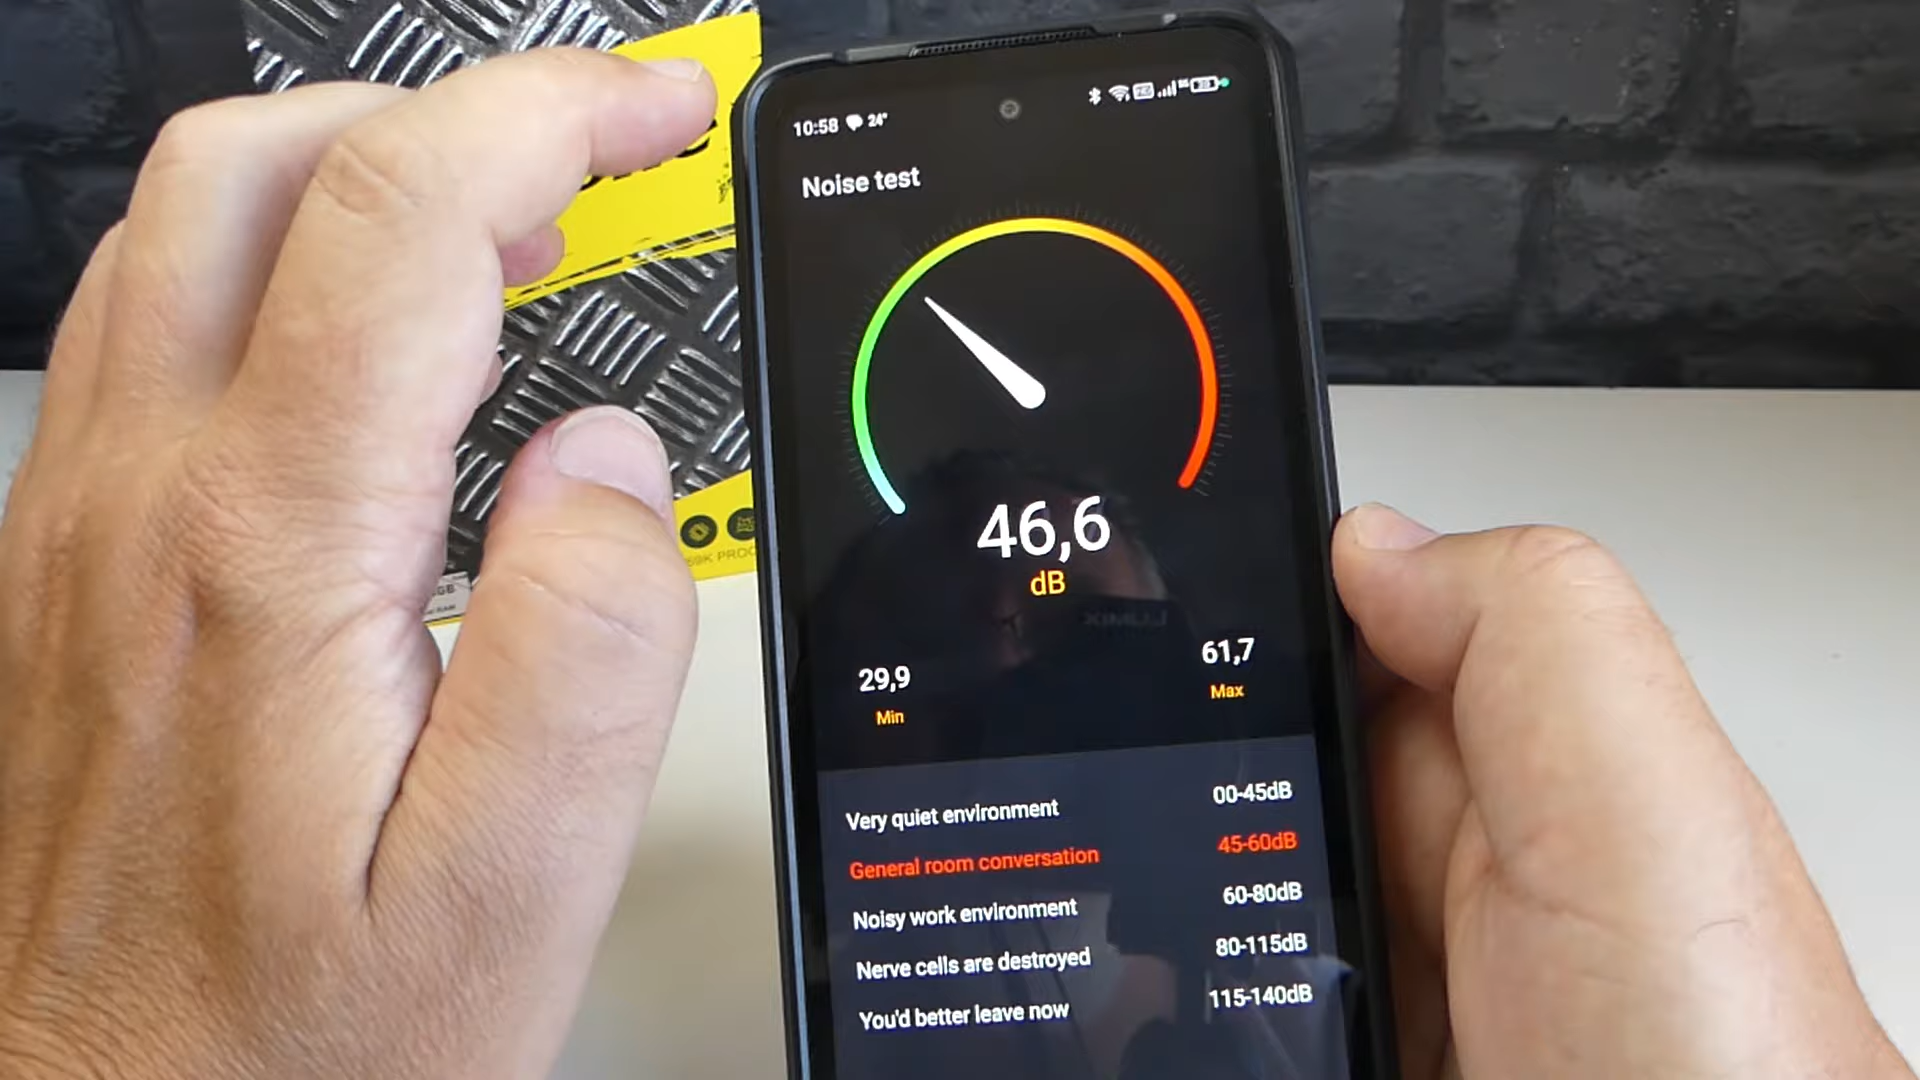 10:58 24°
Noise test
46,6
dB
29,9
Min
61,7
Max
Very quiet environment 00-45dB
General room conversation 45-60dB
Noisy work environment 60-80dB
Nerve cells are destroyed 80-115dB
You'd better leave now 115-140dB
LUMIX